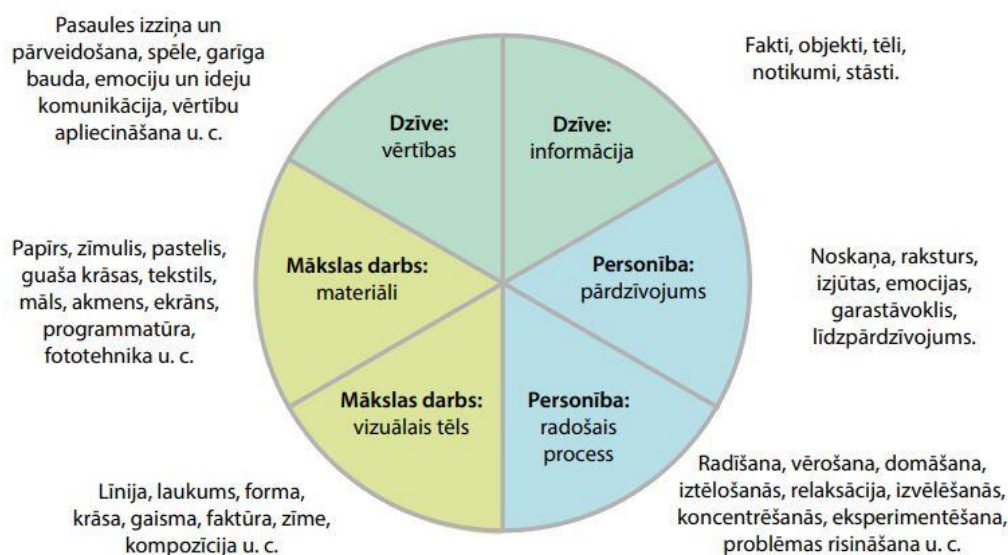 Pasaules izziņa un
pārveidošana, spēle, garīga
bauda, emociju un ideju
komunikācija, vērtību
apliecināšana u. c.
Fakti, objekti, tēli,
notikumi, stāsti.
Dzīve:
vērtības
Dzīve:
informācija
Papīrs, zīmulis, pastelis,
guaša krāsas, tekstils,
māls, akmens, ekrāns,
programmatūra,
fototehnika u. c.
Mākslas darbs:
materiāli
Personība:
pārdzīvojums
Noskaņa, raksturs,
izjūtas, emocijas,
garastāvoklis,
līdzpārdzīvojums.
Mākslas darbs:
vizuālais tēls
Personība:
radošais
process
Līnija, laukums, forma,
krāsa, gaisma, faktūra, zīme,
kompozīcija u. c.
Radīšana, vērošana, domāšana,
iztēlošanās, relaksācija, izvēlēšanās,
koncentrēšanās, eksperimentēšana,
problēmas risināšana u. c.